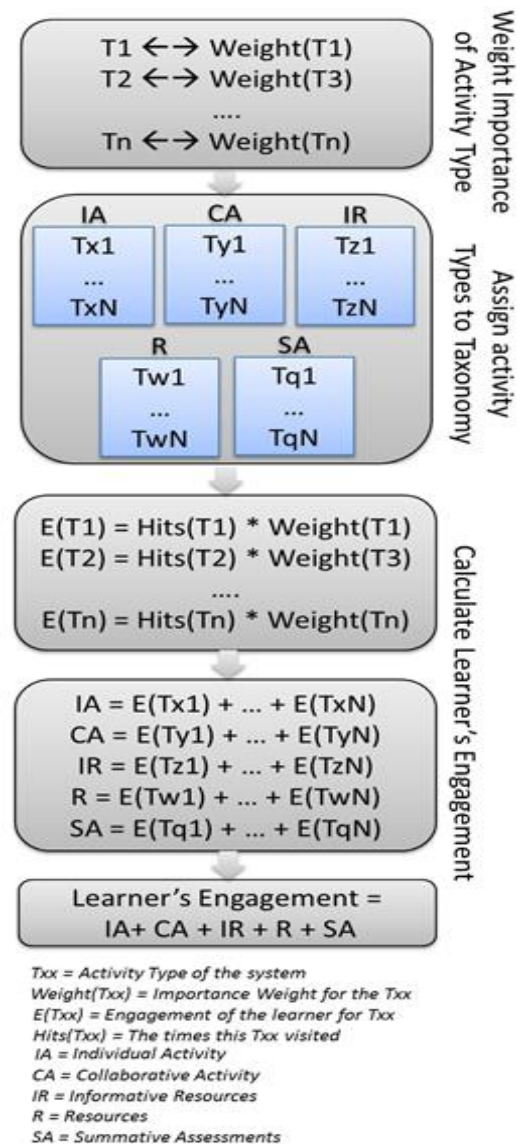 Weight Importance
of Activity Type
T1 ←→ Weight(T1)
T2 ←→ Weight(T3)
....
Tn ←→ Weight(Tn)
Assign activity
Types to Taxonomy
IA CA IR
Tx1 Ty1 Tz1
... ... ...
TxN TyN TzN
R SA
Tw1 Tq1
... ...
TwN TqN
Calculate Learner's Engagement
E(T1) = Hits(T1) * Weight(T1)
E(T2) = Hits(T2) * Weight(T3)
....
E(Tn) = Hits(Tn) * Weight(Tn)
IA = E(Tx1) + ... + E(TxN)
CA = E(Ty1) + ... + E(TyN)
IR = E(Tz1) + ... + E(TzN)
R = E(Tw1) + ... + E(TwN)
SA = E(Tq1) + ... + E(TqN)
Learner's Engagement =
IA+ CA + IR + R + SA
Txx = Activity Type of the system
Weight(Txx) = Importance Weight for the Txx
E(Txx) = Engagement of the learner for Txx
Hits(Txx) = The times this Txx visited
IA = Individual Activity
CA = Collaborative Activity
IR = Informative Resources
R = Resources
SA = Summative Assessments